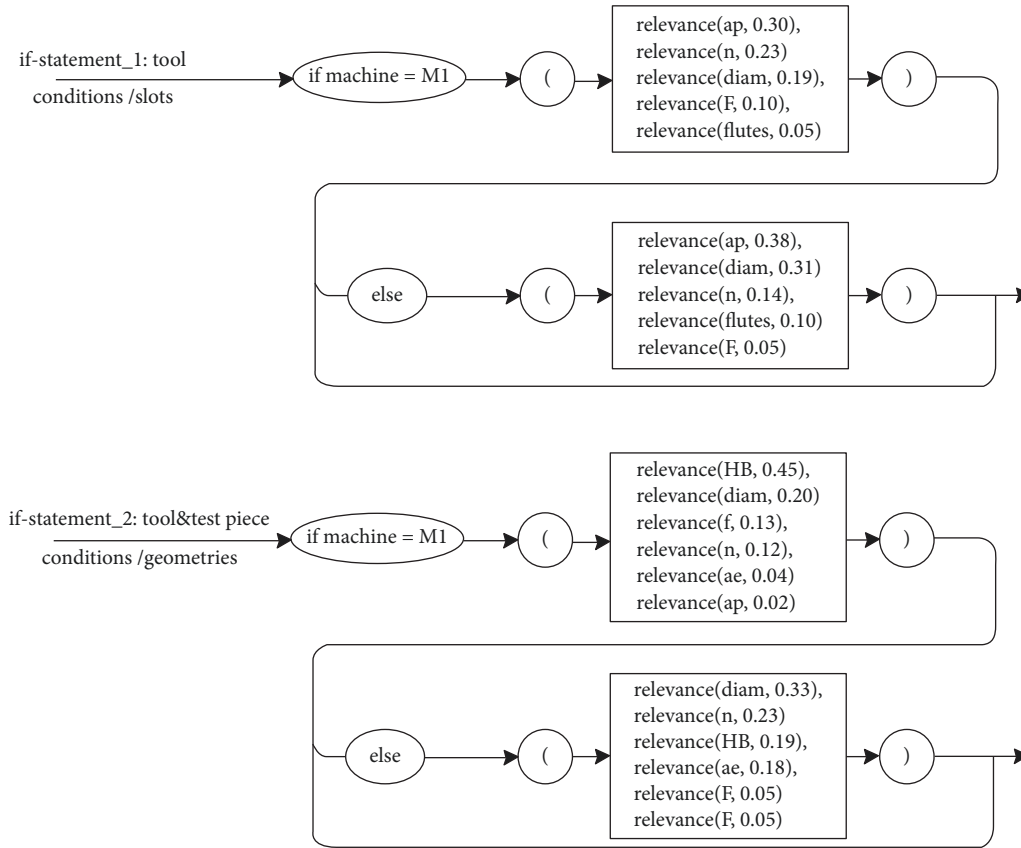 if-statement_1: tool
conditions /slots
if machine = M1
(
relevance(ap, 0.30),
relevance(n, 0.23)
relevance(diam, 0.19),
relevance(F, 0.10),
relevance(flutes, 0.05)
)
else
(
relevance(ap, 0.38),
relevance(diam, 0.31)
relevance(n, 0.14),
relevance(flutes, 0.10)
relevance(F, 0.05)
)
if-statement_2: tool&test piece
conditions /geometries
if machine = M1
(
relevance(HB, 0.45),
relevance(diam, 0.20)
relevance(f, 0.13),
relevance(n, 0.12),
relevance(ae, 0.04)
relevance(ap, 0.02)
)
else
(
relevance(diam, 0.33),
relevance(n, 0.23)
relevance(HB, 0.19),
relevance(ae, 0.18),
relevance(F, 0.05)
relevance(F, 0.05)
)